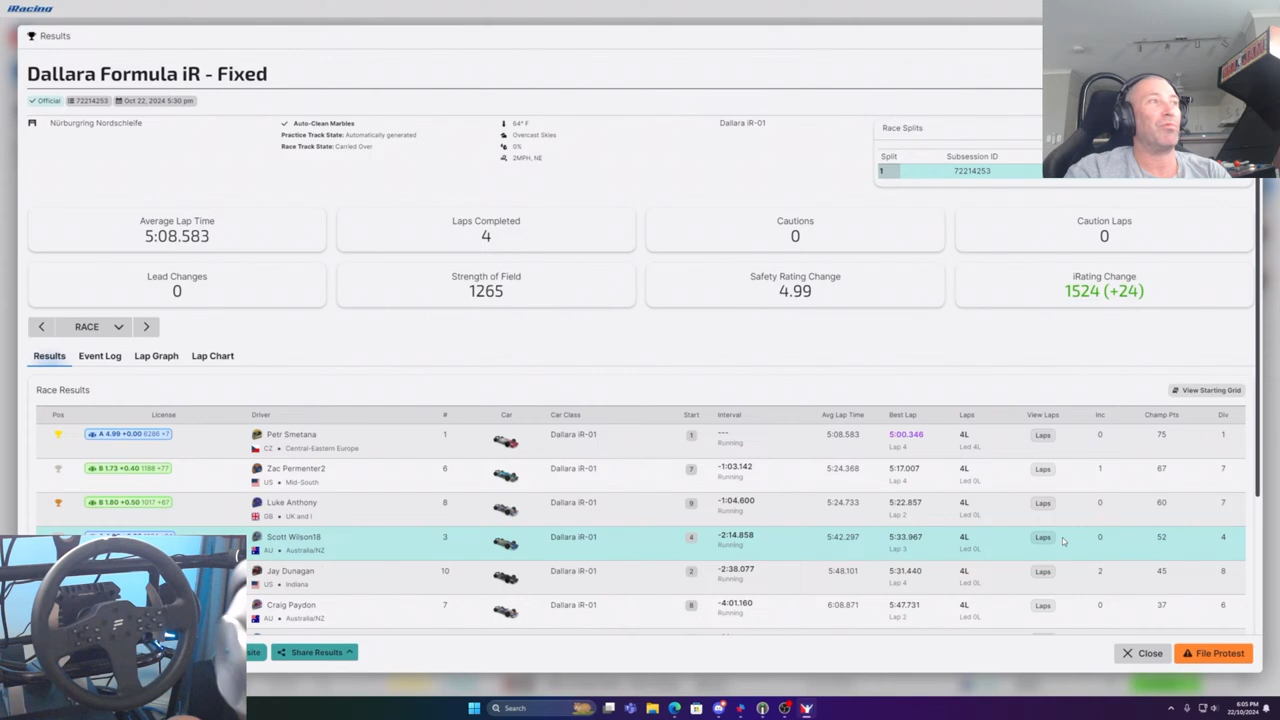 iRacing
Results
Dallara Formula iR - Fixed
Official 72214253 Oct 22, 2024 5:30 pm
Nürburgring Nordschleife
Auto-Clean Marbles
Practice Track State: Automatically generated
Race Track State: Carried Over
64° F
Overcast Skies
0%
2MPH, NE
Dallara iR-01
Race Splits
Split Subsession ID
1 72214253
Average Lap Time
5:08.583
Laps Completed
4
Cautions
0
Caution Laps
0
Lead Changes
0
Strength of Field
1265
Safety Rating Change
4.99
iRating Change
1524 (+24)
RACE
Results Event Log Lap Graph Lap Chart
Race Results
View Starting Grid
Pos License Driver # Car Car Class Start Interval Avg Lap Time Best Lap Laps View Laps Inc Champ Pts Div
A 4.99 +0.00 6286 +7 Petr Smetana 1 Dallara iR-01 1 --- 5:08.583 5:00.346 4L Laps 0 75 1
CZ • Central-Eastern Europe Running Lap 4 Led 4L
B 1.73 +0.40 1188 +77 Zac Permenter2 6 Dallara iR-01 7 -1:03.142 5:24.368 5:17.007 4L Laps 1 67 7
US • Mid-South Running Lap 4 Led 0L
B 1.80 +0.50 1017 +67 Luke Anthony 8 Dallara iR-01 9 -1:04.600 5:24.733 5:22.857 4L Laps 0 60 7
GB • UK and I Running Lap 2 Led 0L
Scott Wilson18 3 Dallara iR-01 4 -2:14.858 5:42.297 5:33.967 4L Laps 0 52 4
AU • Australia/NZ Running Lap 3 Led 0L
Jay Dunagan 10 Dallara iR-01 2 -2:38.077 5:48.101 5:31.440 4L Laps 2 45 8
US • Indiana Running Lap 4 Led 0L
Craig Paydon 7 Dallara iR-01 8 -4:01.160 6:08.871 5:47.731 4L Laps 0 37 6
AU • Australia/NZ Running Lap 2 Led 0L
site Share Results Close File Protest
Search
6:05 PM
22/10/2024